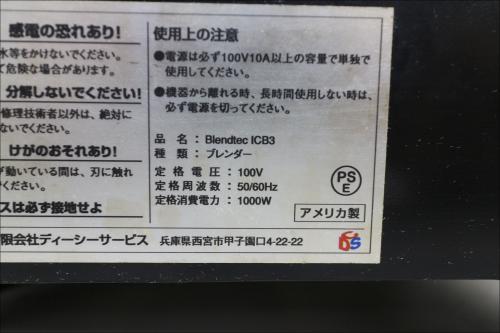 感電の恐れあり!
水等をかけないでください。
て危険な場合があります。
分解しないでください!
修理技術者以外は、絶対に
ないでください。
けがのおそれあり!
が動いている間は、刃に触れ
ください。
スは必ず接地せよ
使用上の注意
●電源は必ず100V10A以上の容量で単独で
使用してください。
●機器から離れる時、長時間使用しない時は、
必ず電源を切ってください。
品名:Blendtec ICB3
種類:ブレンダー
定格電圧:100V
定格周波数:50/60Hz
定格消費電力:1000W
PS
E
アメリカ製
限会社ディーシーサービス 兵庫県西宮市甲子園口4-22-22
DS